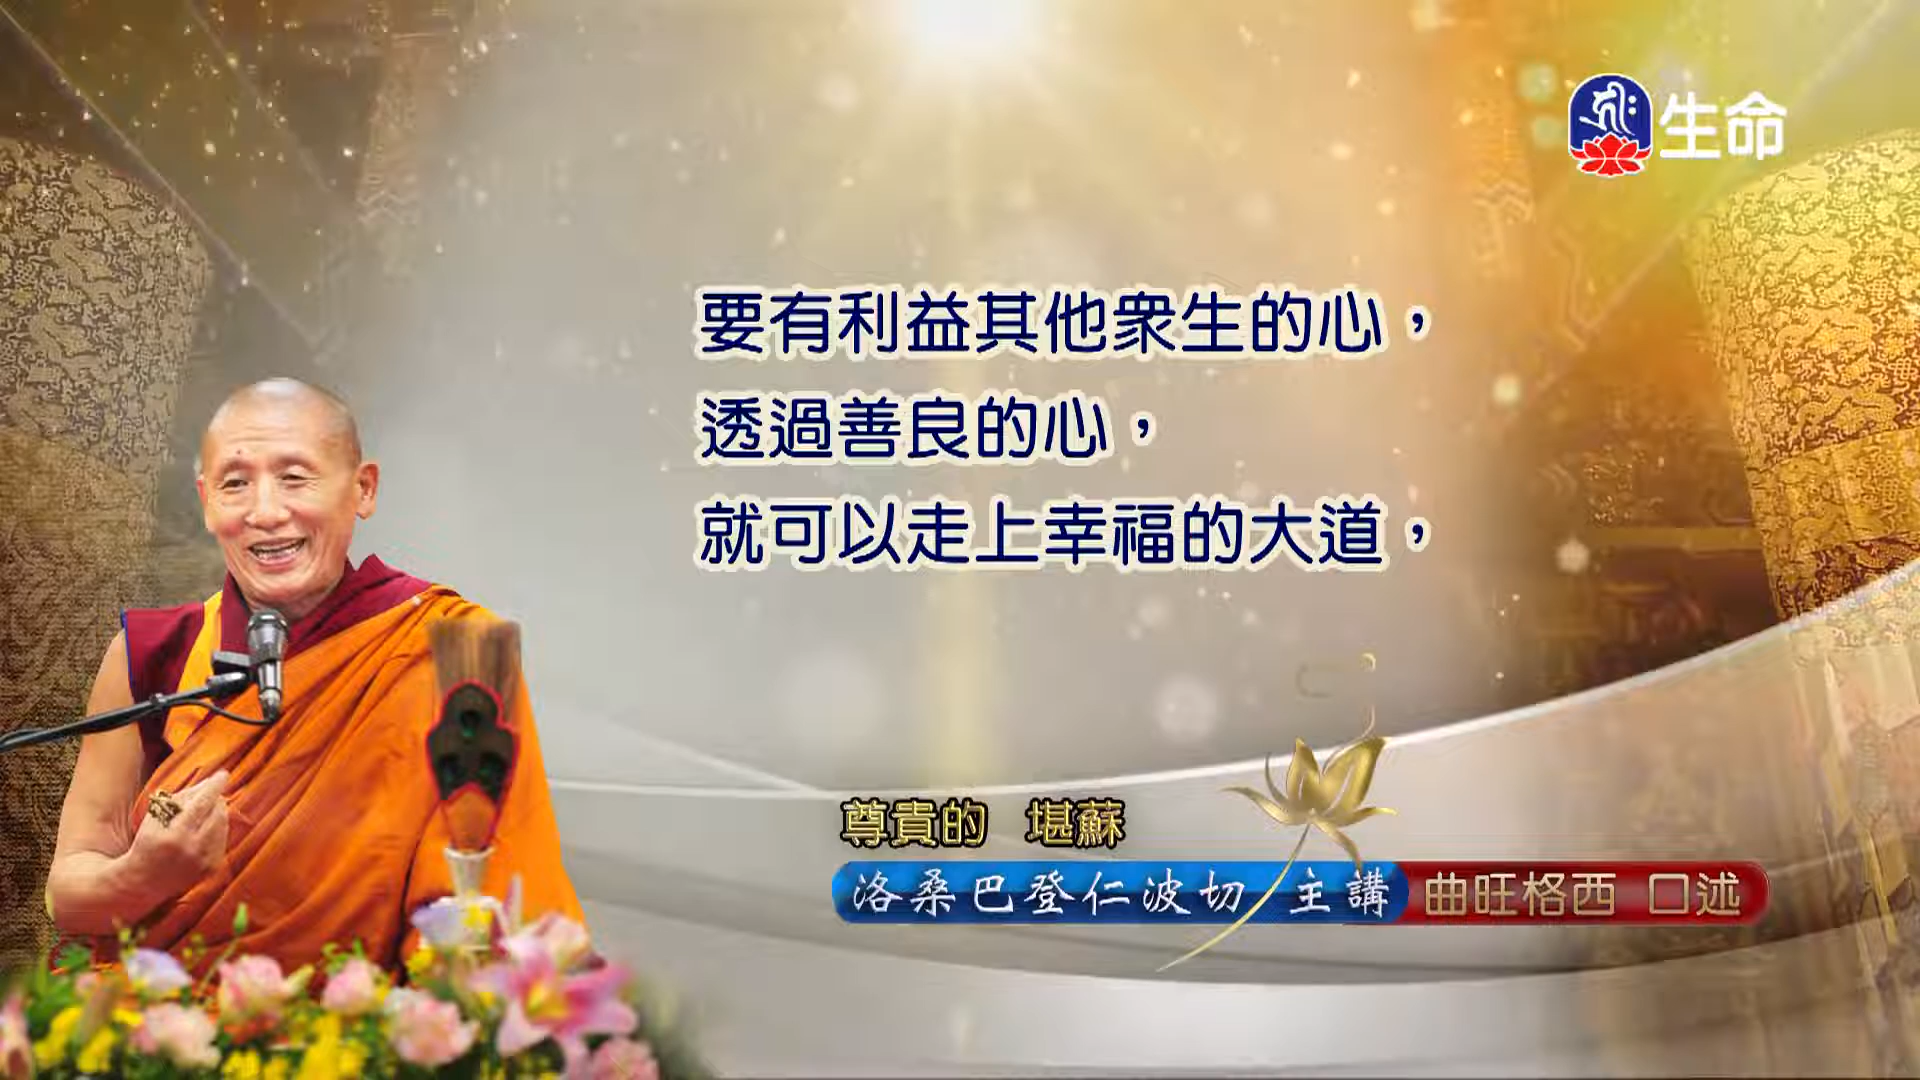 生命
要有利益其他眾生的心，
透過善良的心，
就可以走上幸福的大道，
尊貴的 堪蘇
洛桑巴登仁波切 主講 曲旺格西 口述